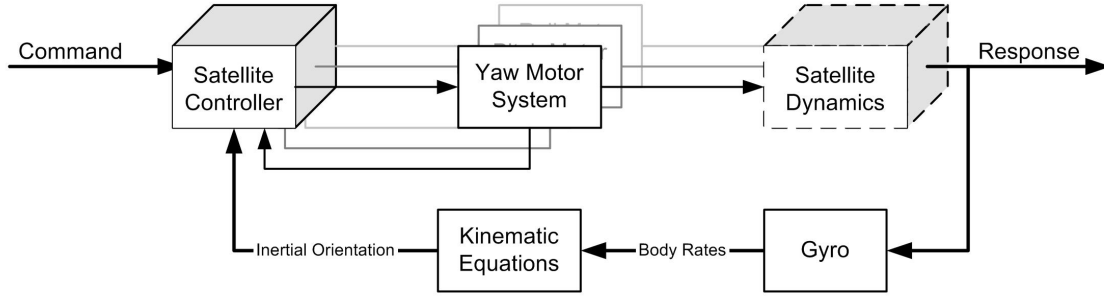 Command
Satellite
Controller
Yaw Motor
System
Satellite
Dynamics
Response
Inertial Orientation
Kinematic
Equations
Body Rates
Gyro